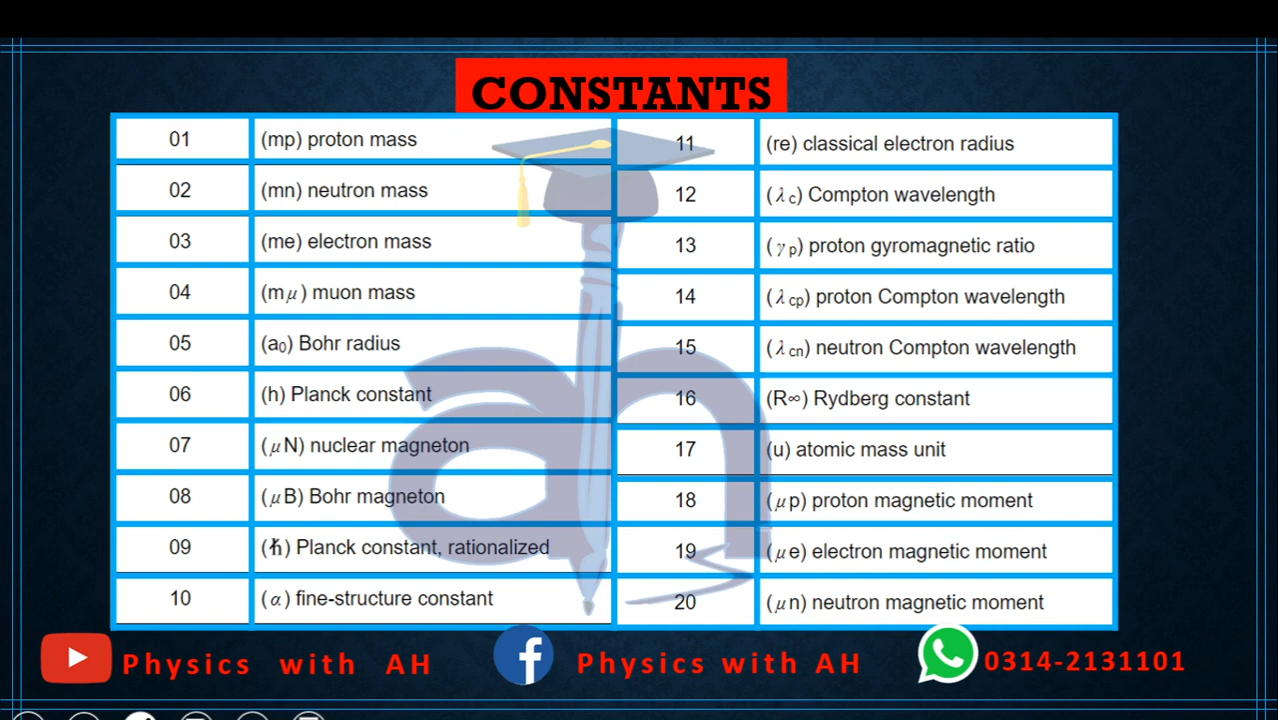 CONSTANTS
01 (mp) proton mass 11 (re) classical electron radius
02 (mn) neutron mass 12 (λc) Compton wavelength
03 (me) electron mass 13 (γp) proton gyromagnetic ratio
04 (mμ) muon mass 14 (λcp) proton Compton wavelength
05 (a0) Bohr radius 15 (λcn) neutron Compton wavelength
06 (h) Planck constant 16 (R∞) Rydberg constant
07 (μN) nuclear magneton 17 (u) atomic mass unit
08 (μB) Bohr magneton 18 (μp) proton magnetic moment
09 (ℏ) Planck constant, rationalized 19 (μe) electron magnetic moment
10 (α) fine-structure constant 20 (μn) neutron magnetic moment
ah
Physics with AH f Physics with AH 0314-2131101